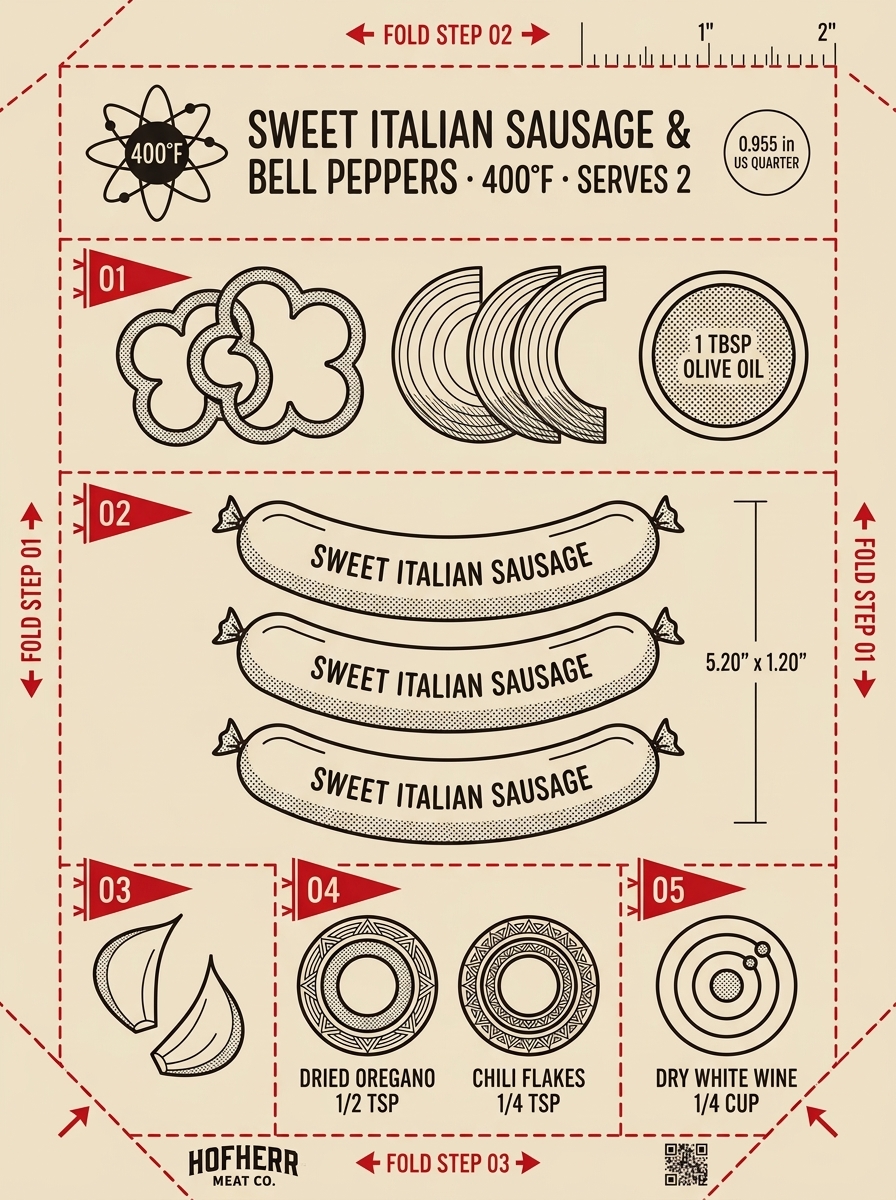 FOLD STEP 02
1" 2"
400°F
SWEET ITALIAN SAUSAGE &
BELL PEPPERS · 400°F · SERVES 2
0.955 in
US QUARTER
01
1 TBSP
OLIVE OIL
02
SWEET ITALIAN SAUSAGE
SWEET ITALIAN SAUSAGE
SWEET ITALIAN SAUSAGE
5.20” x 1.20”
FOLD STEP 01
FOLD STEP 01
03
04
DRIED OREGANO
1/2 TSP
CHILI FLAKES
1/4 TSP
05
DRY WHITE WINE
1/4 CUP
HOFHERR
MEAT CO.
FOLD STEP 03